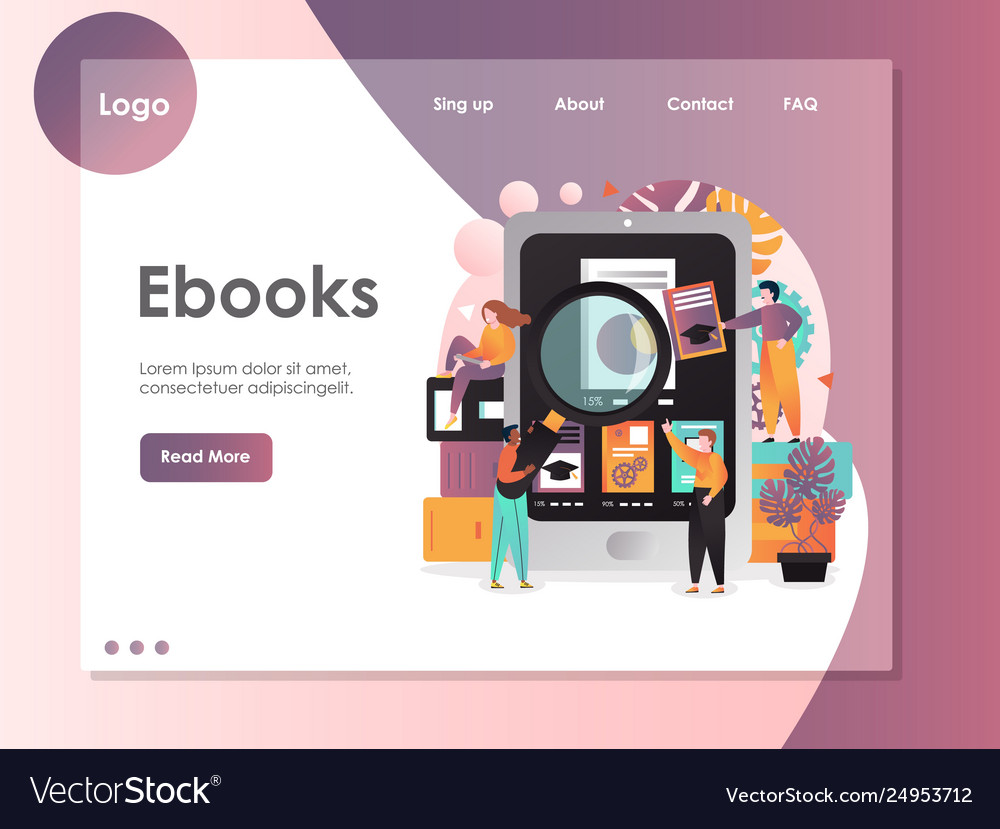 Logo
Sing up About Contact FAQ
Ebooks
Lorem Ipsum dolor sit amet,
consectetuer adipiscingelit.
Read More
15%
15% 90% 50%
VectorStock®
VectorStock.com/24953712